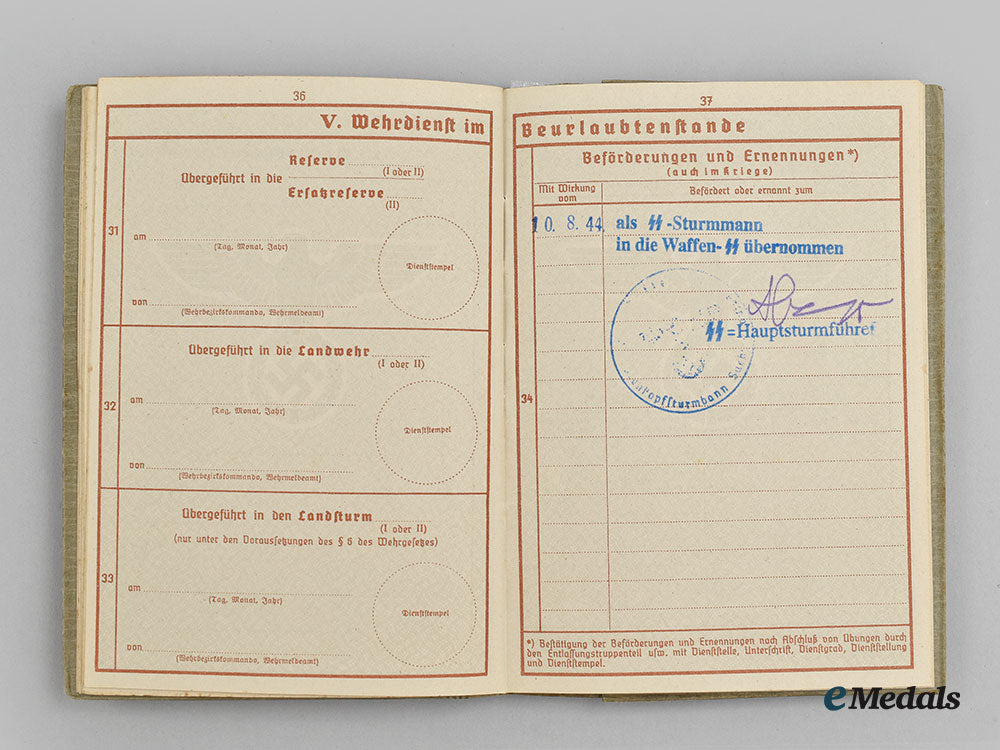 36
V. Wehrdienst im
31
Reserve
(I oder II)
Übergeführt in die
Ersatzreserve
(II)
am
(Tag, Monat, Jahr)
Dienststempel
von
(Wehrbezirkskommando, Wehrmeldeamt)
32
Übergeführt in die Landwehr
(I oder II)
am
(Tag, Monat, Jahr)
Dienststempel
von
(Wehrbezirkskommando, Wehrmeldeamt)
33
Übergeführt in den Landsturm
(I oder II)
(nur unter den Voraussetzungen des § 6 des Wehrgesetzes)
am
(Tag, Monat, Jahr)
Dienststempel
von
(Wehrbezirkskommando, Wehrmeldeamt)
37
Beurlaubtenstande
Beförderungen und Ernennungen*)
(auch im Kriege)
Mit Wirkung
vom
Befördert oder ernannt zum
10. 8. 44 als SS-Sturmmann
in die Waffen-SS übernommen
SS=Hauptsturmführer
34
*) Bestätigung der Beförderungen und Ernennungen nach Abschluß von Übungen durch
den Entlassungstruppenteil usw. mit Dienststelle, Unterschrift, Dienstgrad, Dienststellung
und Dienststempel.
eMedals